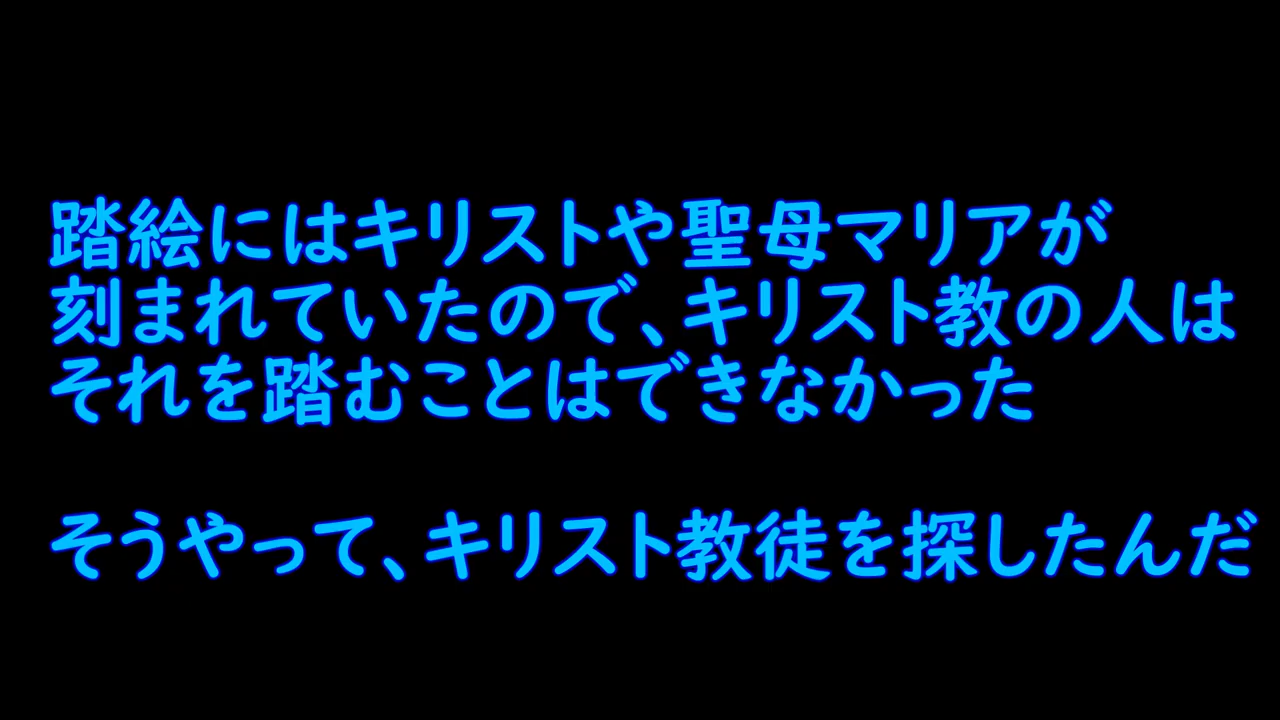 踏絵にはキリストや聖母マリアが
刻まれていたので、キリスト教の人は
それを踏むことはできなかった
そうやって、キリスト教徒を探したんだ